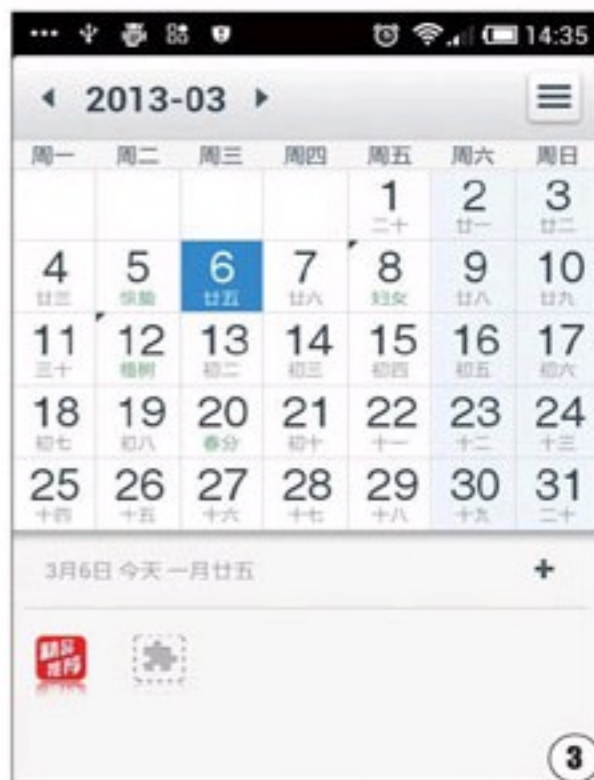 14:35
2013-03
周一 周二 周三 周四 周五 周六 周日
1 2 3
二十 廿一 廿二
4 5 6 7 8 9 10
廿三 惊蛰 廿五 廿六 妇女 廿八 廿九
11 12 13 14 15 16 17
三十 植树 初二 初三 初四 初五 初六
18 19 20 21 22 23 24
初七 初八 春分 初十 十一 十二 十三
25 26 27 28 29 30 31
十四 十五 十六 十七 十八 十九 二十
3月6日 今天 一月廿五
精品
推荐
3